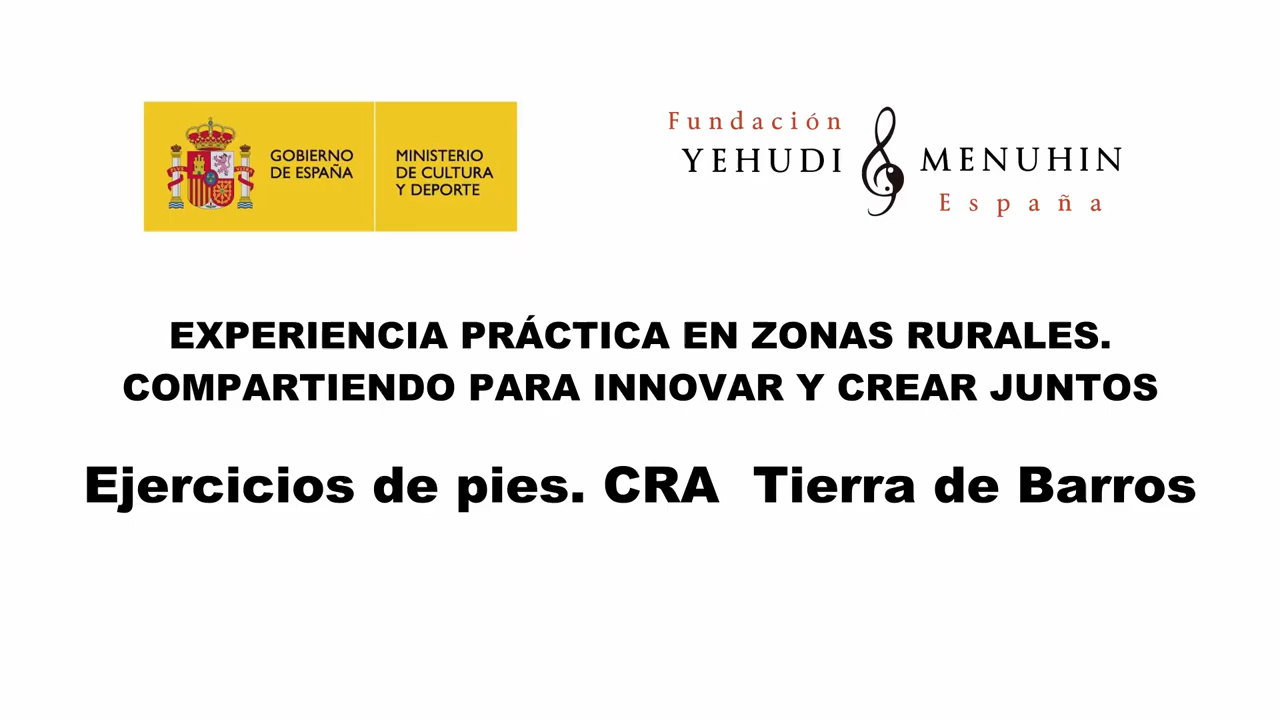 GOBIERNO
DE ESPAÑA
MINISTERIO
DE CULTURA
Y DEPORTE
Fundación
YEHUDI MENUHIN
España
EXPERIENCIA PRÁCTICA EN ZONAS RURALES.
COMPARTIENDO PARA INNOVAR Y CREAR JUNTOS
Ejercicios de pies. CRA Tierra de Barros